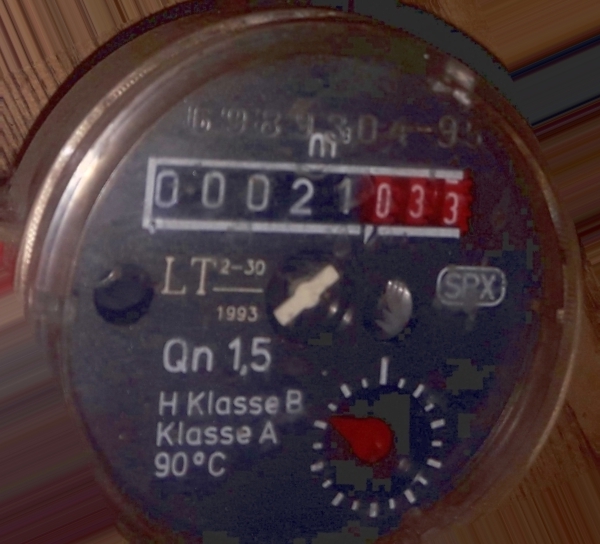 m³
00021033
LT 2-30
1993
SPX
Qn 1,5
H Klasse B
Klasse A
90°C